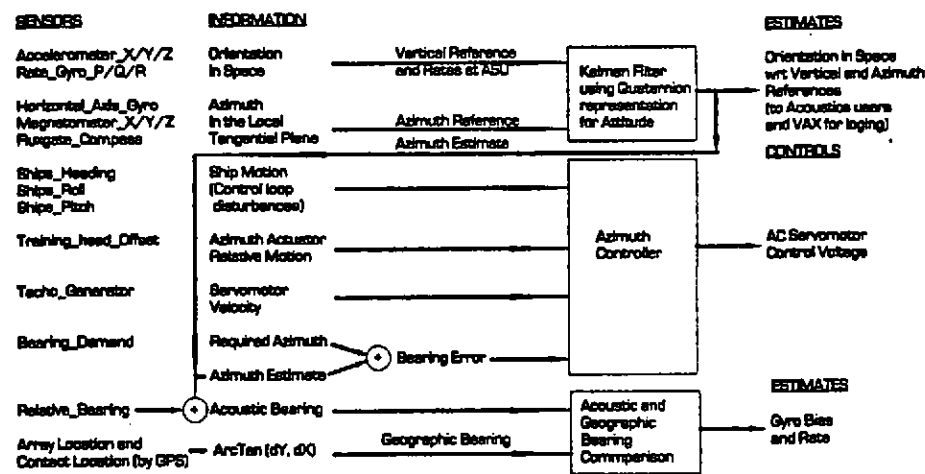 SENSORS INFORMATION ESTIMATES
Accelerometer_X/Y/Z
Rate_Gyro_P/Q/R
Orientation
In Space
Vertical Reference
and Rates at ASU
Kalman Filter
using Quaternion
representation
for Attitude
Orientation in Space
wrt Vertical and Azimuth
References
(to Acoustics users
and VAX for loging)
Horizontal_Axis_Gyro
Magnetometer_X/Y/Z
Fluxgate_Compass
Azimuth
In the Local
Tangential Plane
Azimuth Reference
Azimuth Estimate
CONTROLS
Ships_Heading
Ships_Roll
Ships_Pitch
Ship Motion
(Control loop
disturbances)
Training_head_Offset
Azimuth Actuator
Relative Motion
Azimuth
Controller
AC Servomotor
Control Voltage
Tacho_Generator
Servomotor
Velocity
Bearing_Demand
Required Azimuth
+
Bearing Error
- Azimuth Estimate
ESTIMATES
Relative_Bearing
+
Acoustic Bearing
Acoustic and
Geographic
Bearing
Commparison
Gyro Bias
and Rate
Array Location and
Contact Location (by GPS)
ArcTan (dY, dX)
Geographic Bearing